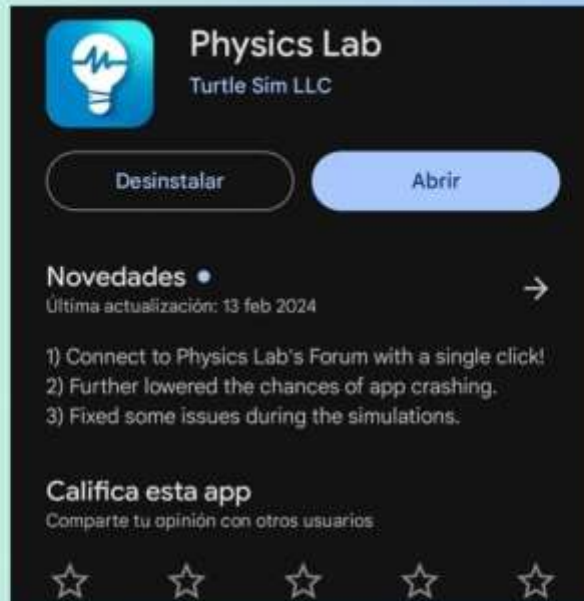 Physics Lab
Turtle Sim LLC
Desinstalar
Abrir
Novedades
Última actualización: 13 feb 2024
1) Connect to Physics Lab's Forum with a single click!
2) Further lowered the chances of app crashing.
3) Fixed some issues during the simulations.
Califica esta app
Comparte tu opinión con otros usuarios